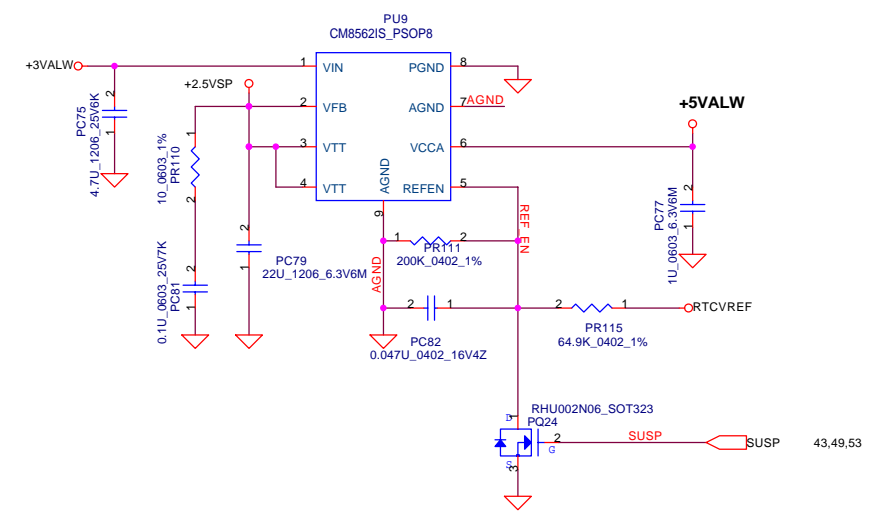 PU9
CM8562IS_PSOP8
+3VALW
1
VIN
PGND
8
+2.5VSP
2
VFB
AGND
7
AGND
+5VALW
3
VTT
VCCA
6
4
VTT
AGND
REFEN
5
9
2
PC75
1
4.7U_1206_25V6K
1
10_0603_1%
PR110
2
2
PC81
1
0.1U_0603_25V7K
2
1
PC79
22U_1206_6.3V6M
REF_EN
1
2
PR111
200K_0402_1%
AGND
2
PC77
1
1U_0603_6.3V6M
2
1
PC82
0.047U_0402_16V4Z
2
1
RTCVREF
PR115
64.9K_0402_1%
RHU002N06_SOT323
D
1
PQ24
2
G
SUSP
SUSP
43,49,53
S
3